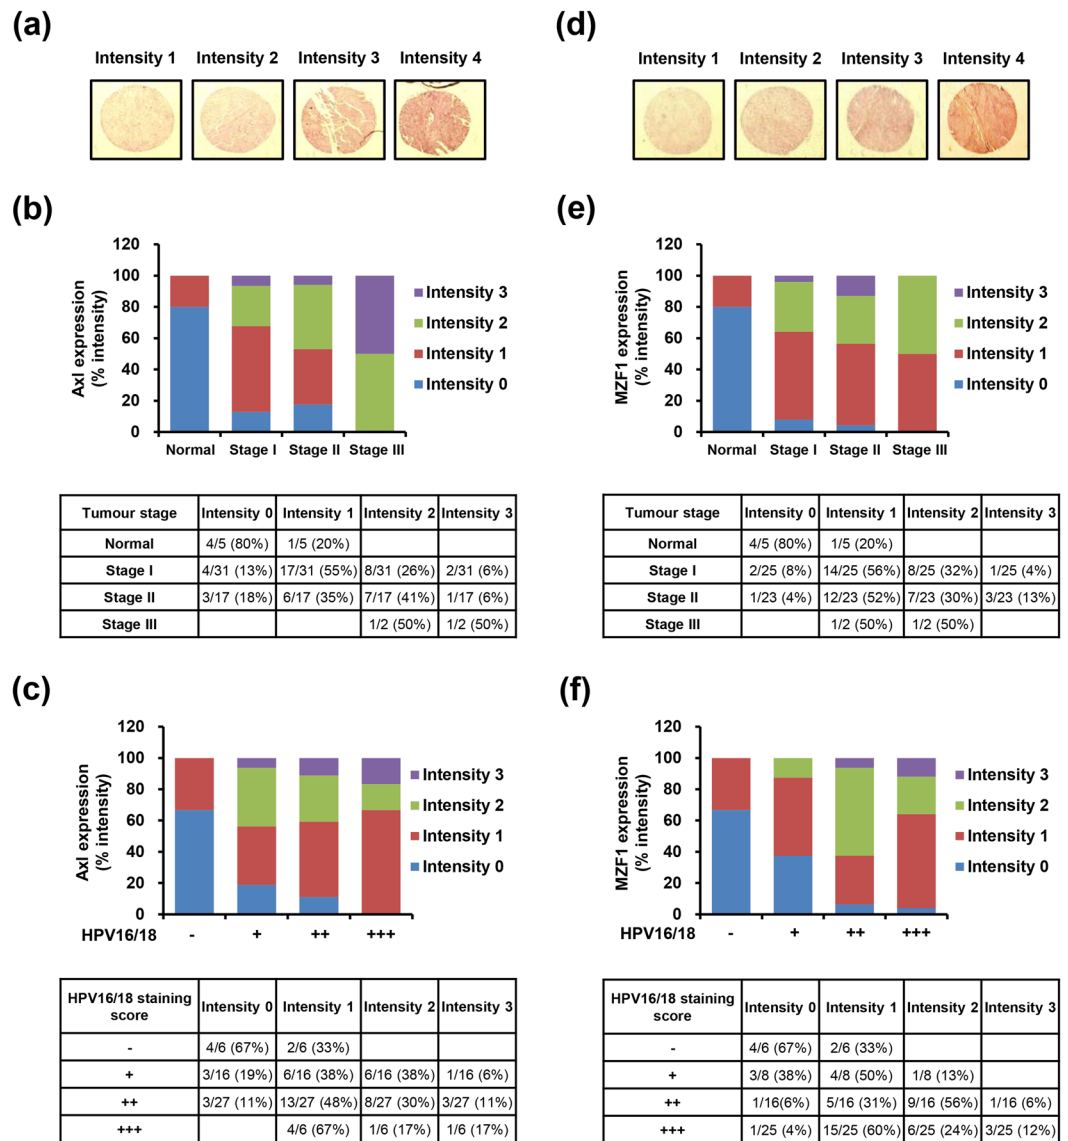 (a)
Intensity 1 Intensity 2 Intensity 3 Intensity 4
(b)
Axl expression
(% intensity)
120
100
80
60
40
20
0
Normal Stage I Stage II Stage III
Intensity 3
Intensity 2
Intensity 1
Intensity 0
Tumour stage Intensity 0 Intensity 1 Intensity 2 Intensity 3
Normal 4/5 (80%) 1/5 (20%)
Stage I 4/31 (13%) 17/31 (55%) 8/31 (26%) 2/31 (6%)
Stage II 3/17 (18%) 6/17 (35%) 7/17 (41%) 1/17 (6%)
Stage III 1/2 (50%) 1/2 (50%)
(c)
Axl expression
(% intensity)
120
100
80
60
40
20
0
HPV16/18 - + ++ +++
Intensity 3
Intensity 2
Intensity 1
Intensity 0
HPV16/18 staining
score
Intensity 0 Intensity 1 Intensity 2 Intensity 3
- 4/6 (67%) 2/6 (33%)
+ 3/16 (19%) 6/16 (38%) 6/16 (38%) 1/16 (6%)
++ 3/27 (11%) 13/27 (48%) 8/27 (30%) 3/27 (11%)
+++ 4/6 (67%) 1/6 (17%) 1/6 (17%)
(d)
Intensity 1 Intensity 2 Intensity 3 Intensity 4
(e)
MZF1 expression
(% intensity)
120
100
80
60
40
20
0
Normal Stage I Stage II Stage III
Intensity 3
Intensity 2
Intensity 1
Intensity 0
Tumour stage Intensity 0 Intensity 1 Intensity 2 Intensity 3
Normal 4/5 (80%) 1/5 (20%)
Stage I 2/25 (8%) 14/25 (56%) 8/25 (32%) 1/25 (4%)
Stage II 1/23 (4%) 12/23 (52%) 7/23 (30%) 3/23 (13%)
Stage III 1/2 (50%) 1/2 (50%)
(f)
MZF1 expression
(% intensity)
120
100
80
60
40
20
0
HPV16/18 - + ++ +++
Intensity 3
Intensity 2
Intensity 1
Intensity 0
HPV16/18 staining
score
Intensity 0 Intensity 1 Intensity 2 Intensity 3
- 4/6 (67%) 2/6 (33%)
+ 3/8 (38%) 4/8 (50%) 1/8 (13%)
++ 1/16(6%) 5/16 (31%) 9/16 (56%) 1/16 (6%)
+++ 1/25 (4%) 15/25 (60%) 6/25 (24%) 3/25 (12%)